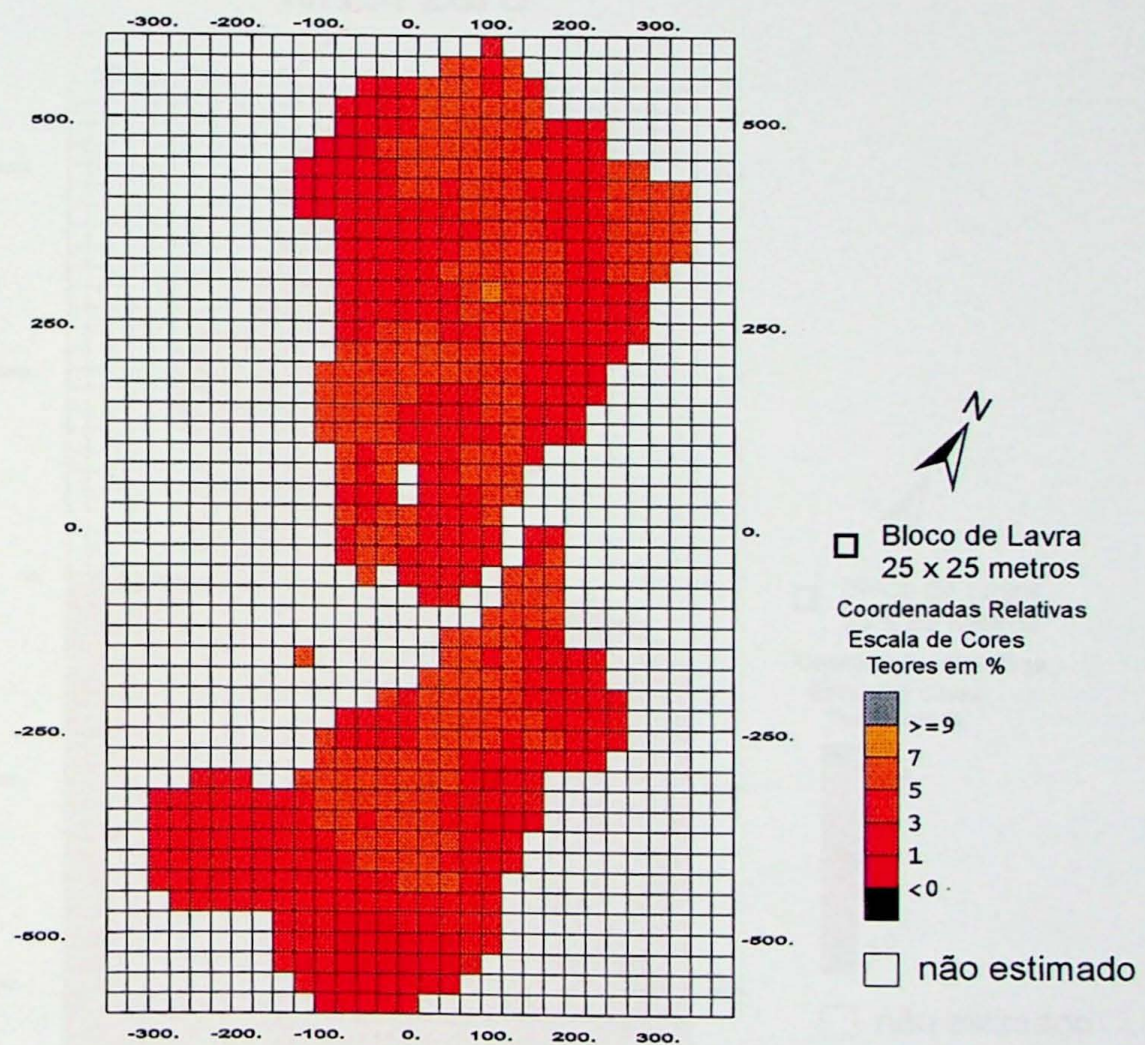 -300. -200. -100. 0. 100. 200. 300.
500. 500.
250. 250.
N
0. 0.
Bloco de Lavra
25 x 25 metros
Coordenadas Relativas
Escala de Cores
Teores em %
>=9
7
5
3
1
<0
-250. -250.
-500. -500.
não estimado
-300. -200. -100. 0. 100. 200. 300.